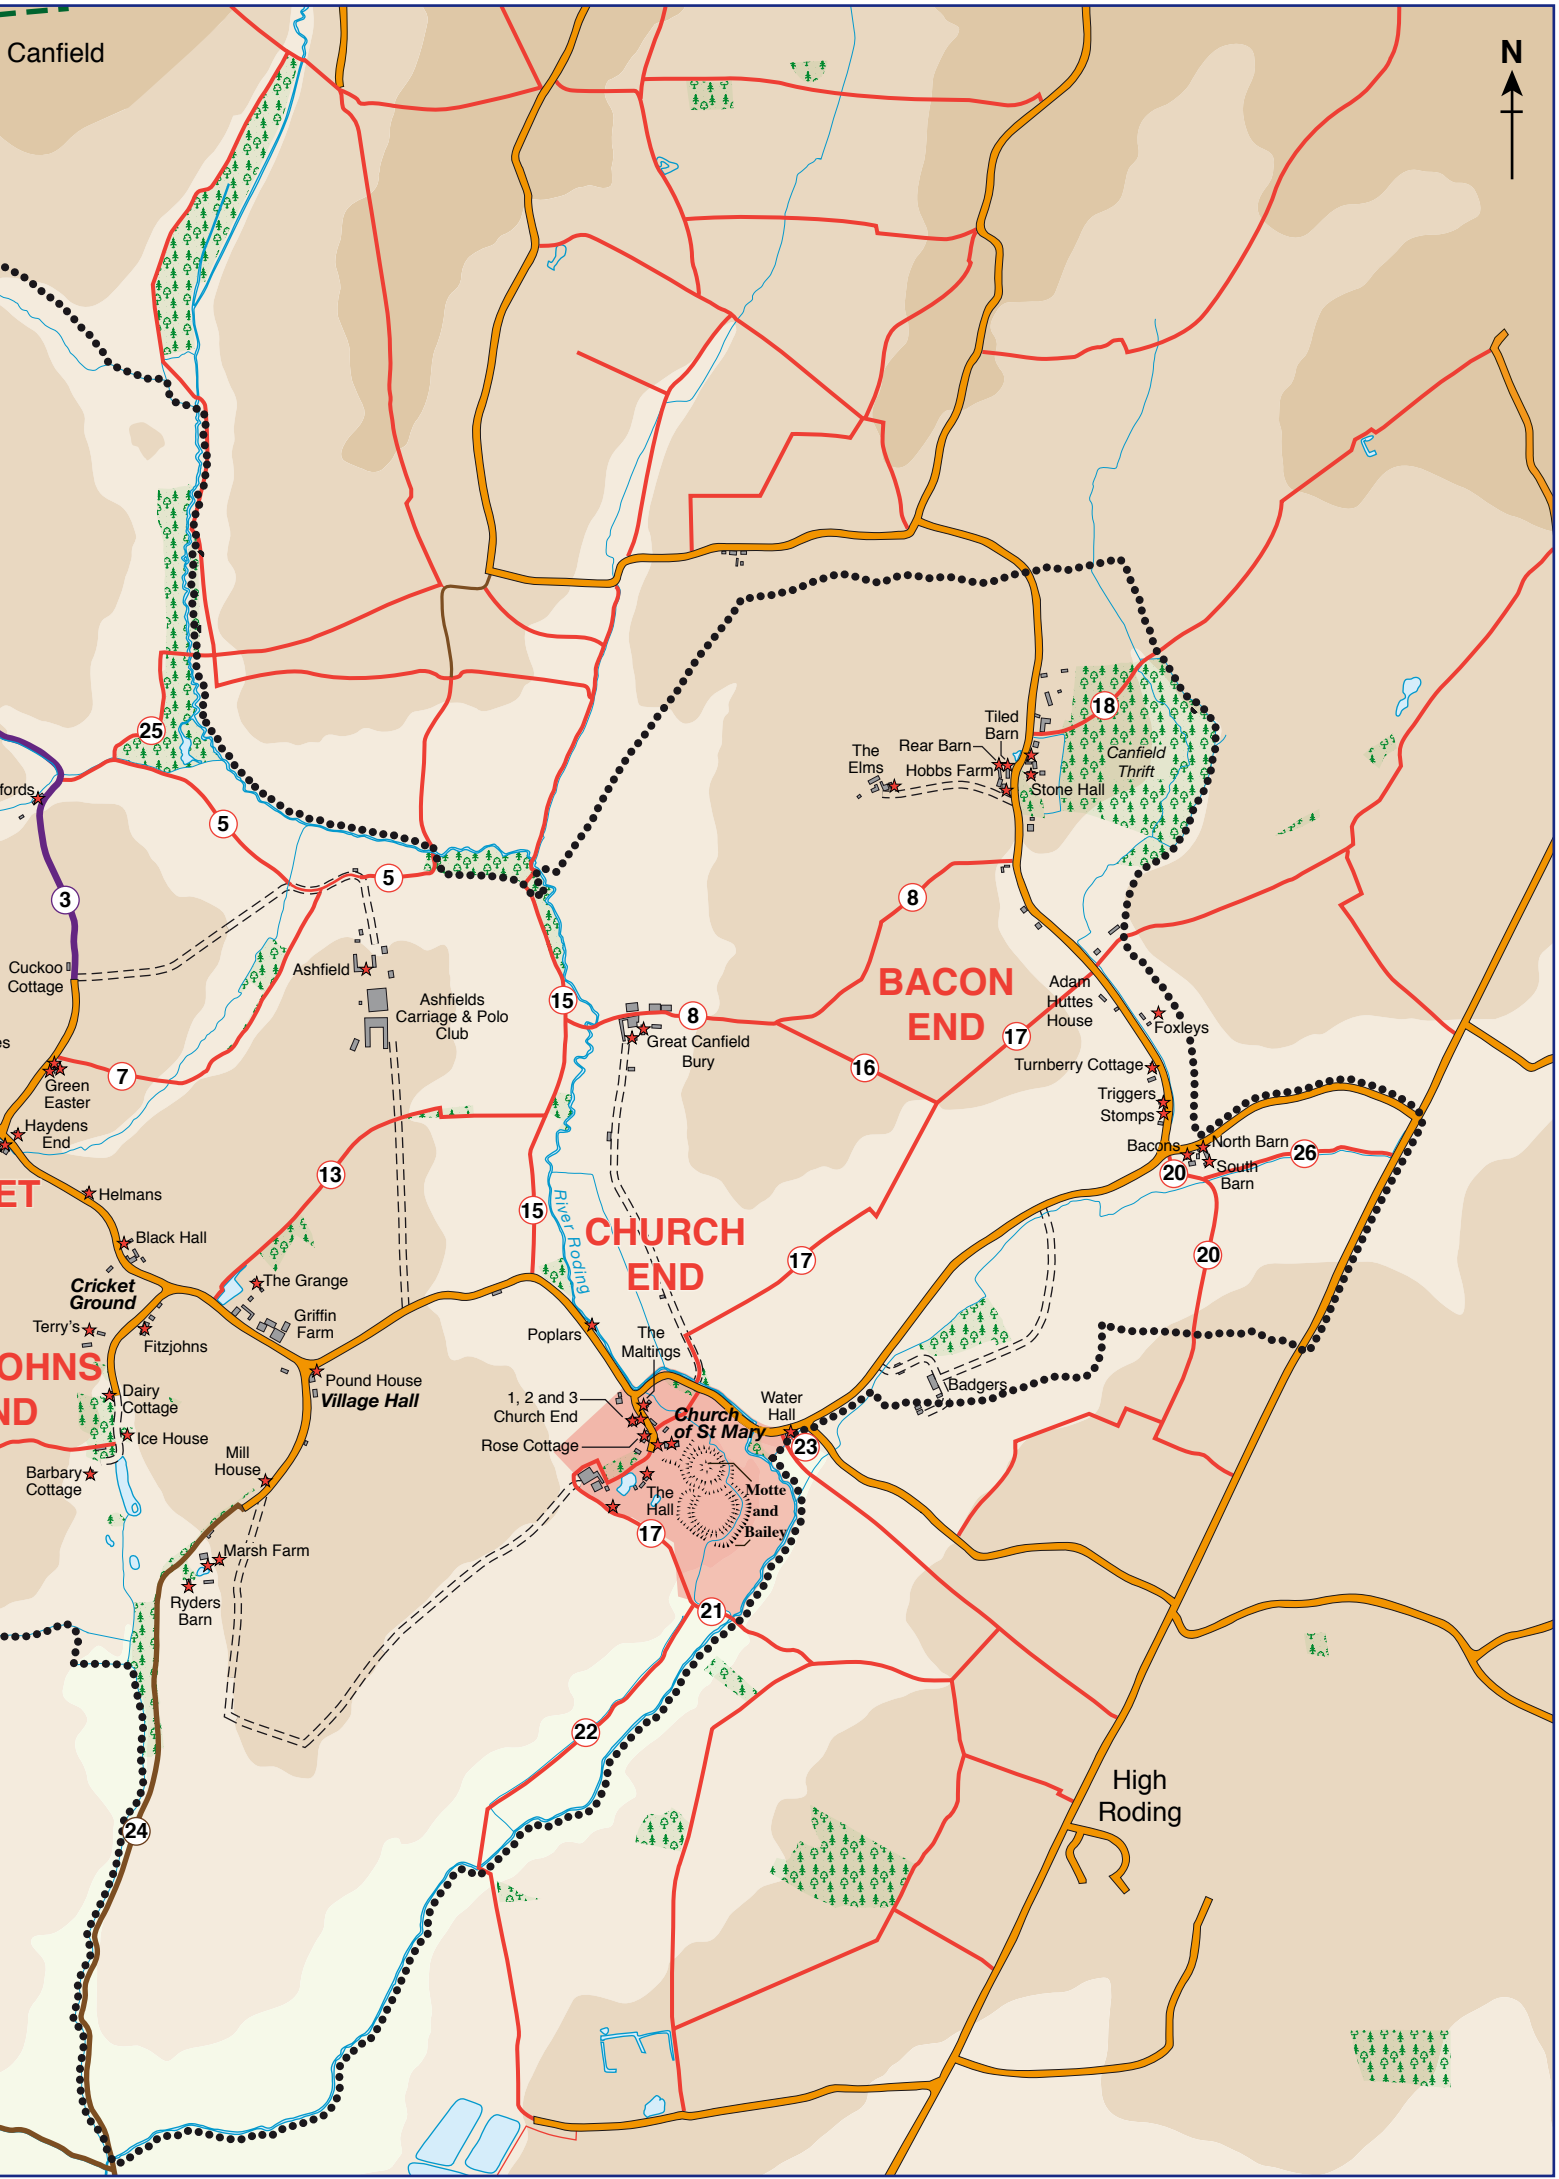 Canfield
N
25
18
Tiled
Barn
Rear Barn
The
Elms
Hobbs Farm
Canfield
Thrift
Stone Hall
fords
5
5
3
8
Cuckoo
Cottage
Ashfield
Ashfields
Carriage & Polo
Club
15
8
Great Canfield
Bury
BACON
END
Adam
Huttes
House
Foxleys
17
es
7
Green
Easter
16
Turnberry Cottage
Triggers
Stomps
Haydens
End
Bacons
North Barn
26
South
Barn
20
13
ET
Helmans
15
River Roding
CHURCH
END
17
20
Black Hall
Cricket
Ground
The Grange
Griffin
Farm
Terry's
Fitzjohns
Poplars
The
Maltings
OHNS
ND
Pound House
Village Hall
Dairy
Cottage
Badgers
1, 2 and 3
Church End
Water
Hall
Church
of St Mary
Ice House
Rose Cottage
23
Mill
House
Barbary
Cottage
The
Hall
Motte
and
Bailey
17
Marsh Farm
Ryders
Barn
21
22
High
Roding
24